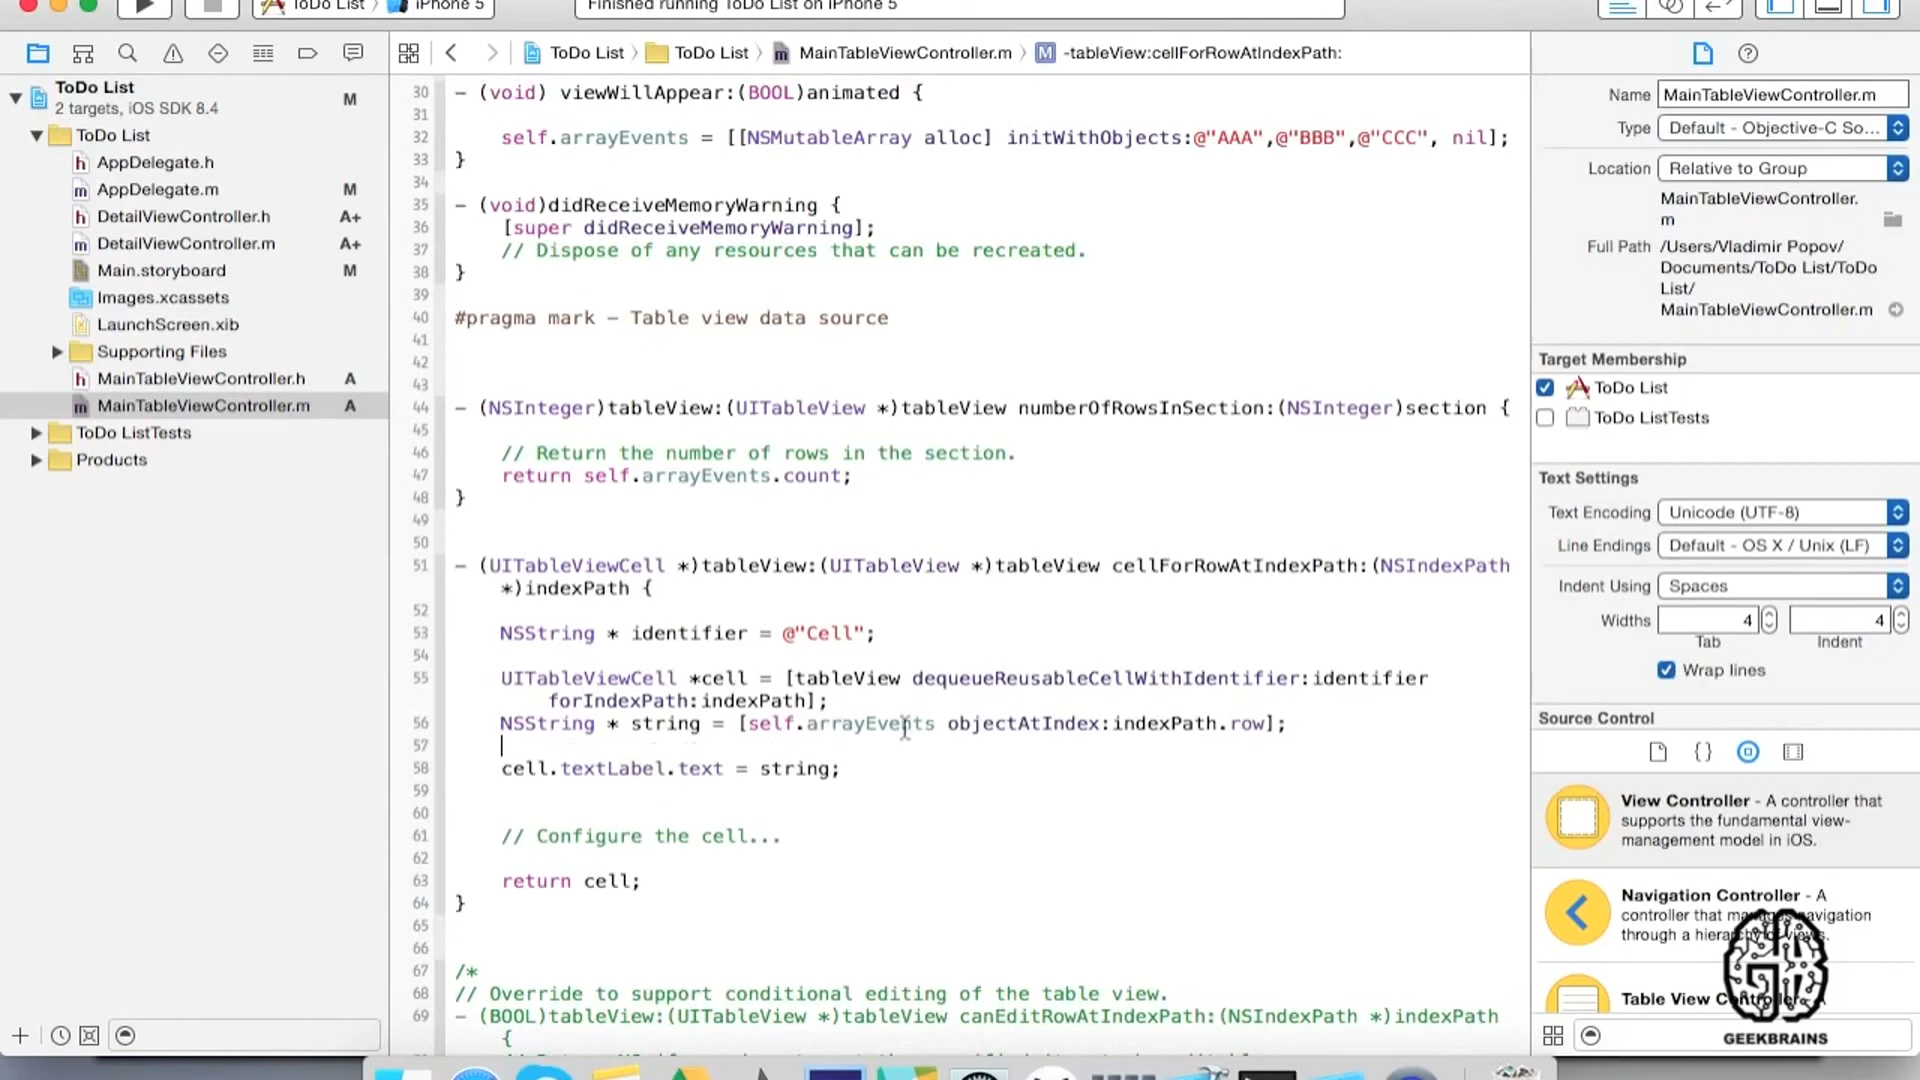 ToDo List
iPhone 5
Finished running ToDo List on iPhone 5
ToDo List
ToDo List
MainTableViewController.m
M
-tableView:cellForRowAtIndexPath:
ToDo List
2 targets, iOS SDK 8.4
M
ToDo List
h AppDelegate.h
m AppDelegate.m M
h DetailViewController.h A+
m DetailViewController.m A+
Main.storyboard M
Images.xcassets
LaunchScreen.xib
Supporting Files
h MainTableViewController.h A
m MainTableViewController.m A
ToDo ListTests
Products
30 - (void) viewWillAppear:(BOOL)animated {
31
32 self.arrayEvents = [[NSMutableArray alloc] initWithObjects:@"AAA",@"BBB",@"CCC", nil];
33 }
34
35 - (void)didReceiveMemoryWarning {
36 [super didReceiveMemoryWarning];
37 // Dispose of any resources that can be recreated.
38 }
39
40 #pragma mark - Table view data source
41
42
43
44 - (NSInteger)tableView:(UITableView *)tableView numberOfRowsInSection:(NSInteger)section {
45
46 // Return the number of rows in the section.
47 return self.arrayEvents.count;
48 }
49
50
51 - (UITableViewCell *)tableView:(UITableView *)tableView cellForRowAtIndexPath:(NSIndexPath
*)indexPath {
52
53 NSString * identifier = @"Cell";
54
55 UITableViewCell *cell = [tableView dequeueReusableCellWithIdentifier:identifier
forIndexPath:indexPath];
56 NSString * string = [self.arrayEvents objectAtIndex:indexPath.row];
57
58 cell.textLabel.text = string;
59
60
61 // Configure the cell...
62
63 return cell;
64 }
65
66
67 /*
68 // Override to support conditional editing of the table view.
69 - (BOOL)tableView:(UITableView *)tableView canEditRowAtIndexPath:(NSIndexPath *)indexPath
{
Name MainTableViewController.m
Type Default - Objective-C So...
Location Relative to Group
MainTableViewController.
m
Full Path /Users/Vladimir Popov/
Documents/ToDo List/ToDo
List/
MainTableViewController.m
Target Membership
ToDo List
ToDo ListTests
Text Settings
Text Encoding Unicode (UTF-8)
Line Endings Default - OS X / Unix (LF)
Indent Using Spaces
Widths 4 4
Tab Indent
Wrap lines
Source Control
View Controller - A controller that
supports the fundamental view-
management model in iOS.
Navigation Controller - A
controller that manages navigation
through a hierarchy of views.
Table View Controller -
GEEKBRAINS